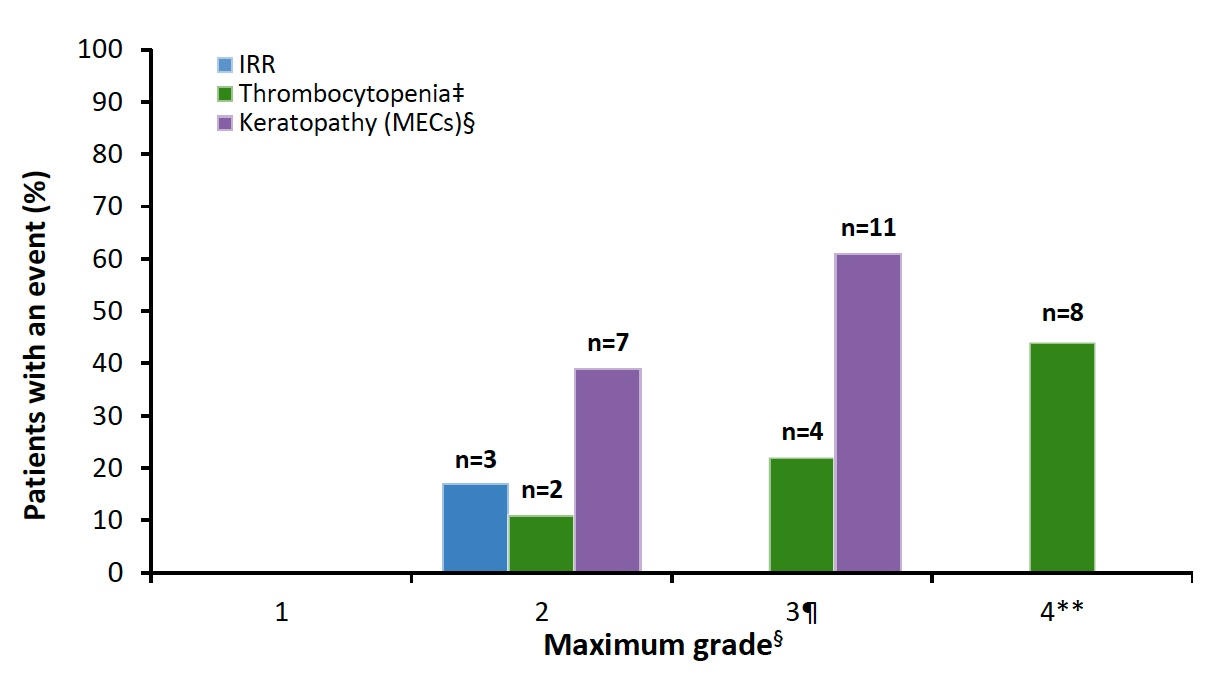 Patients with an event (%)
100
90
80
70
60
50
40
30
20
10
0
IRR
Thrombocytopenia‡
Keratopathy (MECs)§
n=3
n=2
n=7
n=4
n=11
n=8
1
2
3¶
4**
Maximum grade§